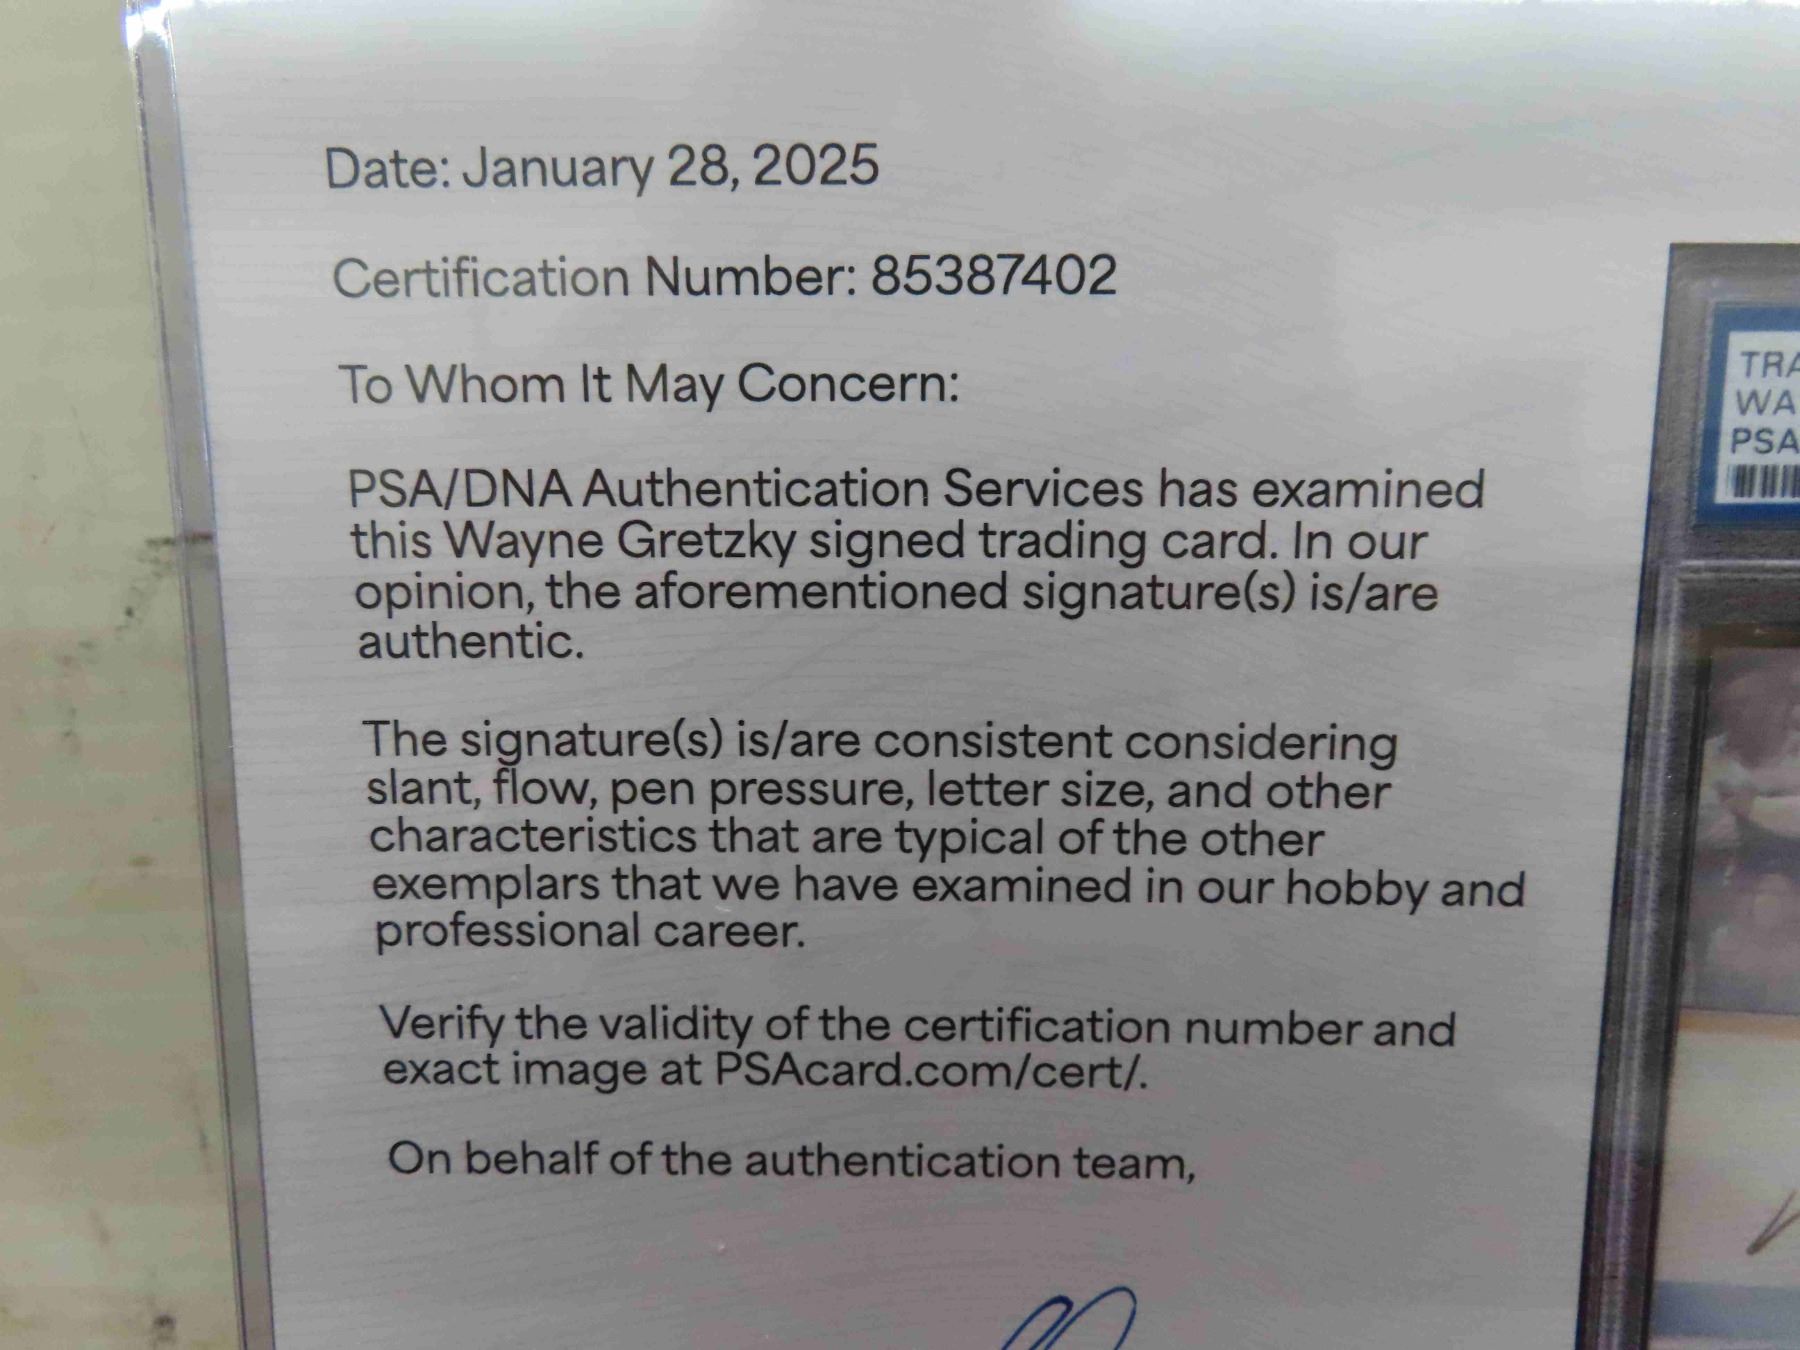 Date: January 28, 2025
Certification Number: 85387402
To Whom It May Concern:
PSA/DNA Authentication Services has examined
this Wayne Gretzky signed trading card. In our
opinion, the aforementioned signature(s) is/are
authentic.
The signature(s) is/are consistent considering
slant, flow, pen pressure, letter size, and other
characteristics that are typical of the other
exemplars that we have examined in our hobby and
professional career.
Verify the validity of the certification number and
exact image at PSAcard.com/cert/.
On behalf of the authentication team,
TRA
WA
PSA